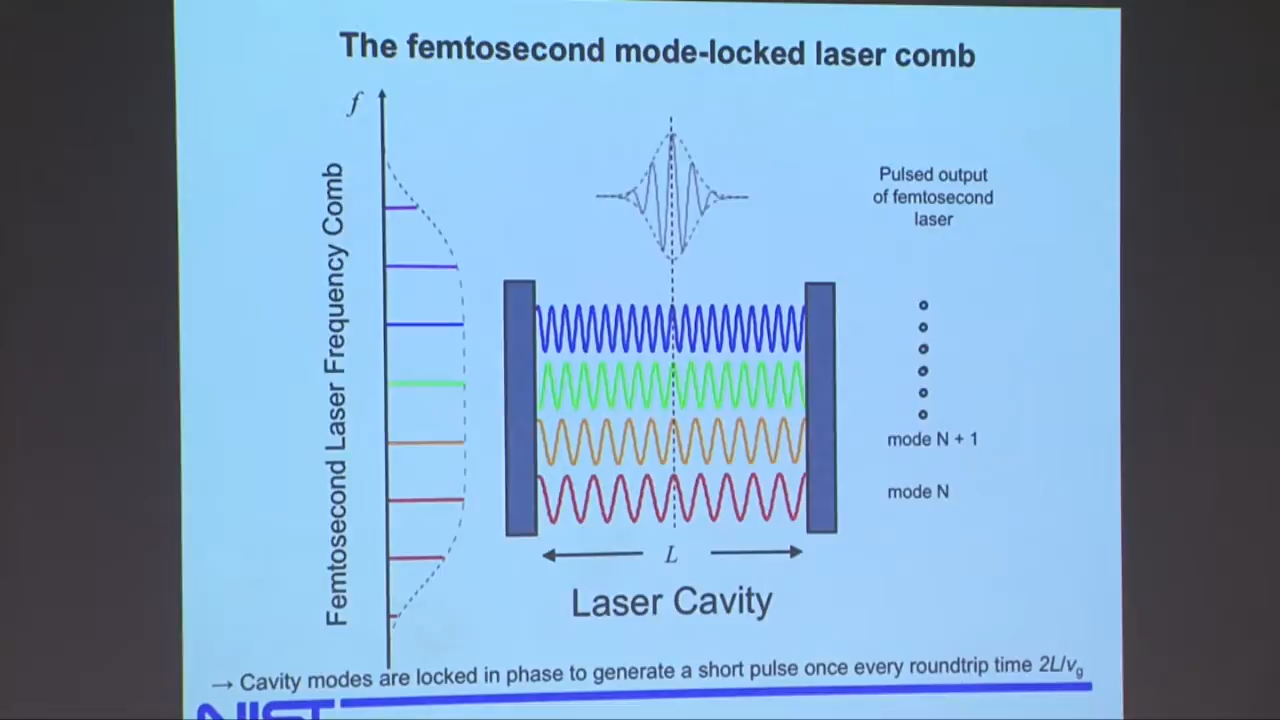 The femtosecond mode-locked laser comb
f
Femtosecond Laser Frequency Comb
Pulsed output
of femtosecond
laser
mode N + 1
mode N
L
Laser Cavity
→ Cavity modes are locked in phase to generate a short pulse once every roundtrip time 2L/vg
NIST